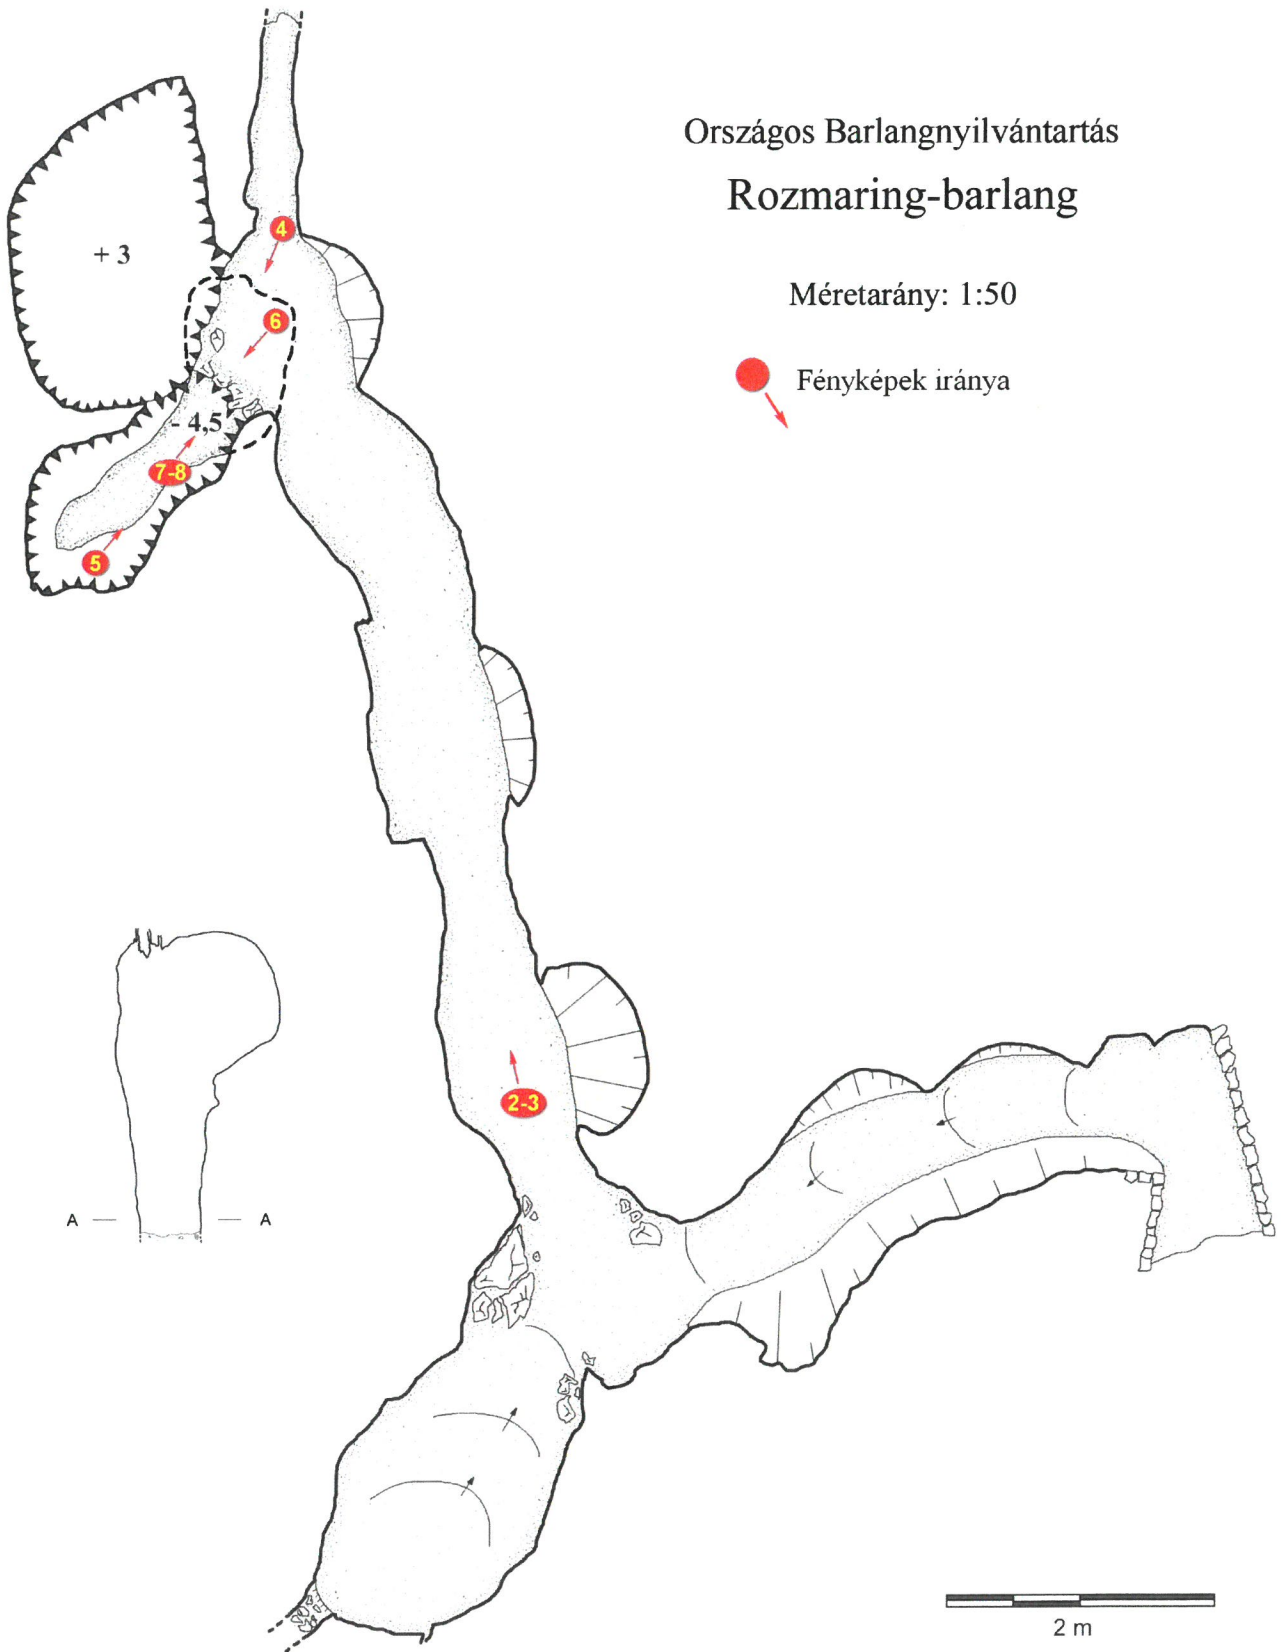 Országos Barlangnyilvántartás
Rozmaring-barlang
Méretarány: 1:50
Fényképek iránya
4
+ 3
6
- 4,5
7-8
5
2-3
A
A
2 m